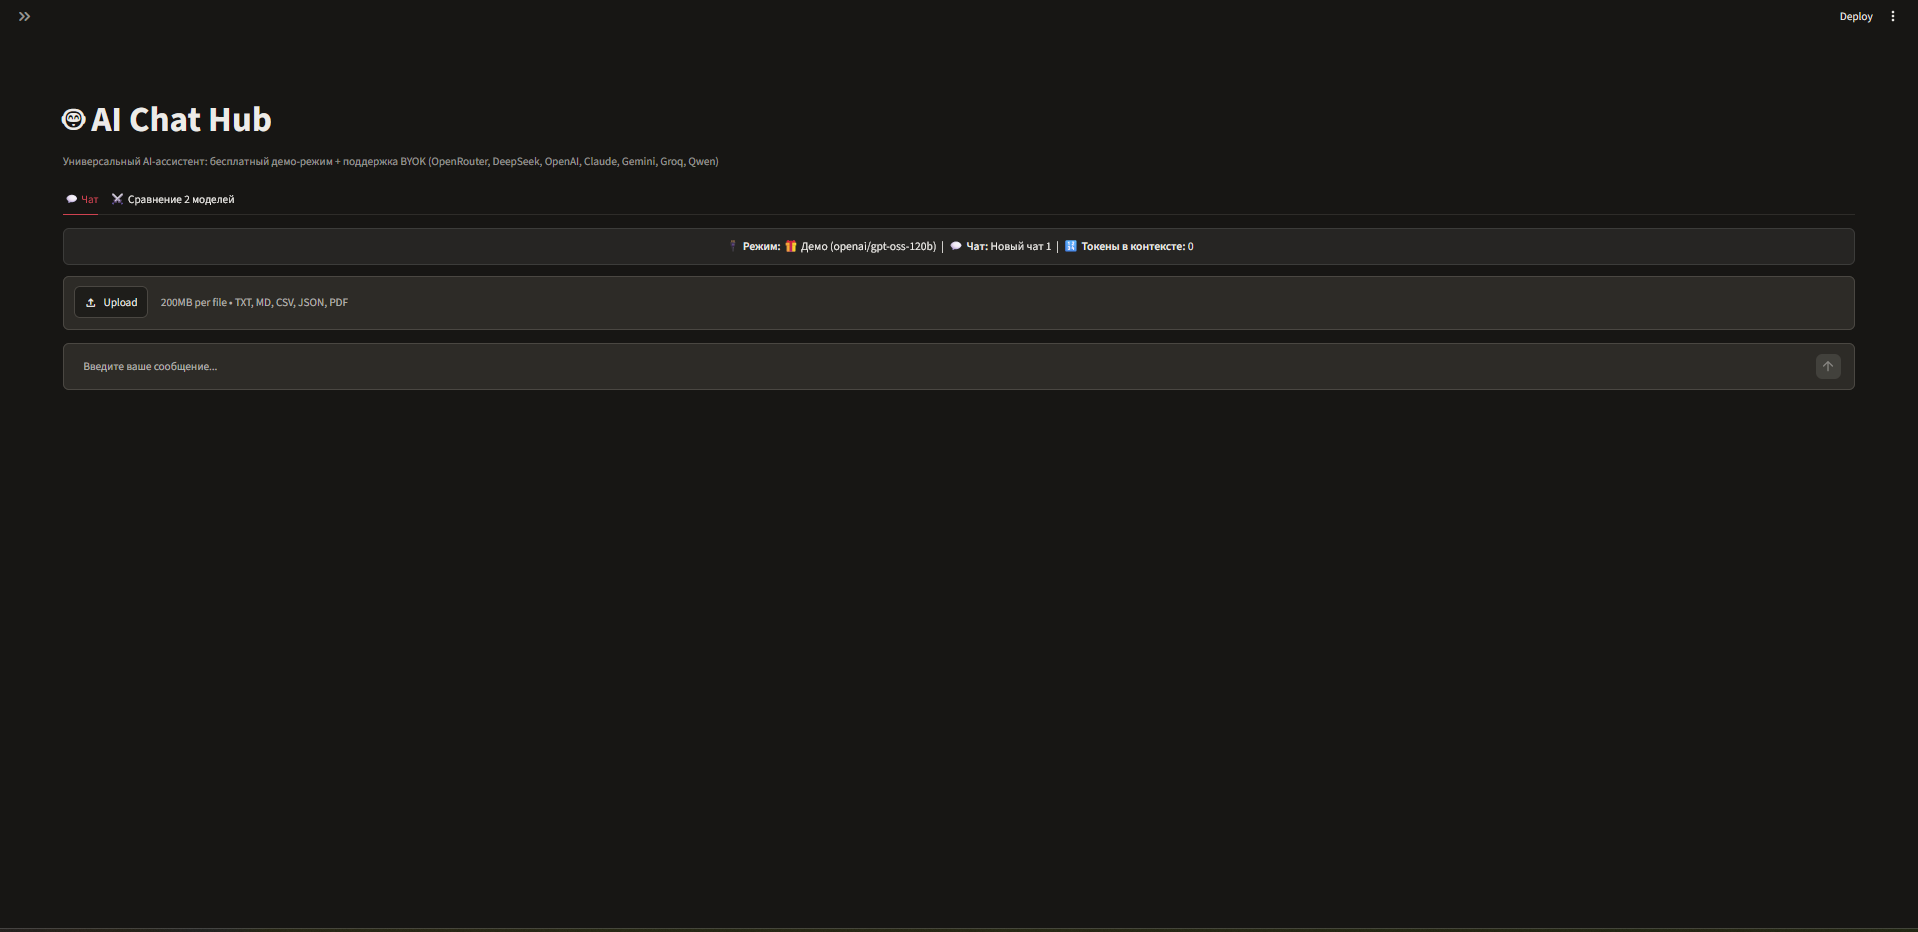 Deploy
AI Chat Hub
Универсальный AI-ассистент: бесплатный демо-режим + поддержка BYOK (OpenRouter, DeepSeek, OpenAI, Claude, Gemini, Groq, Qwen)
💬 Чат ⚔️ Сравнение 2 моделей
Режим: 🎁 Демо (openai/gpt-oss-120b) | 💬 Чат: Новый чат 1 | 🔢 Токены в контексте: 0
Upload 200MB per file • TXT, MD, CSV, JSON, PDF
Введите ваше сообщение...